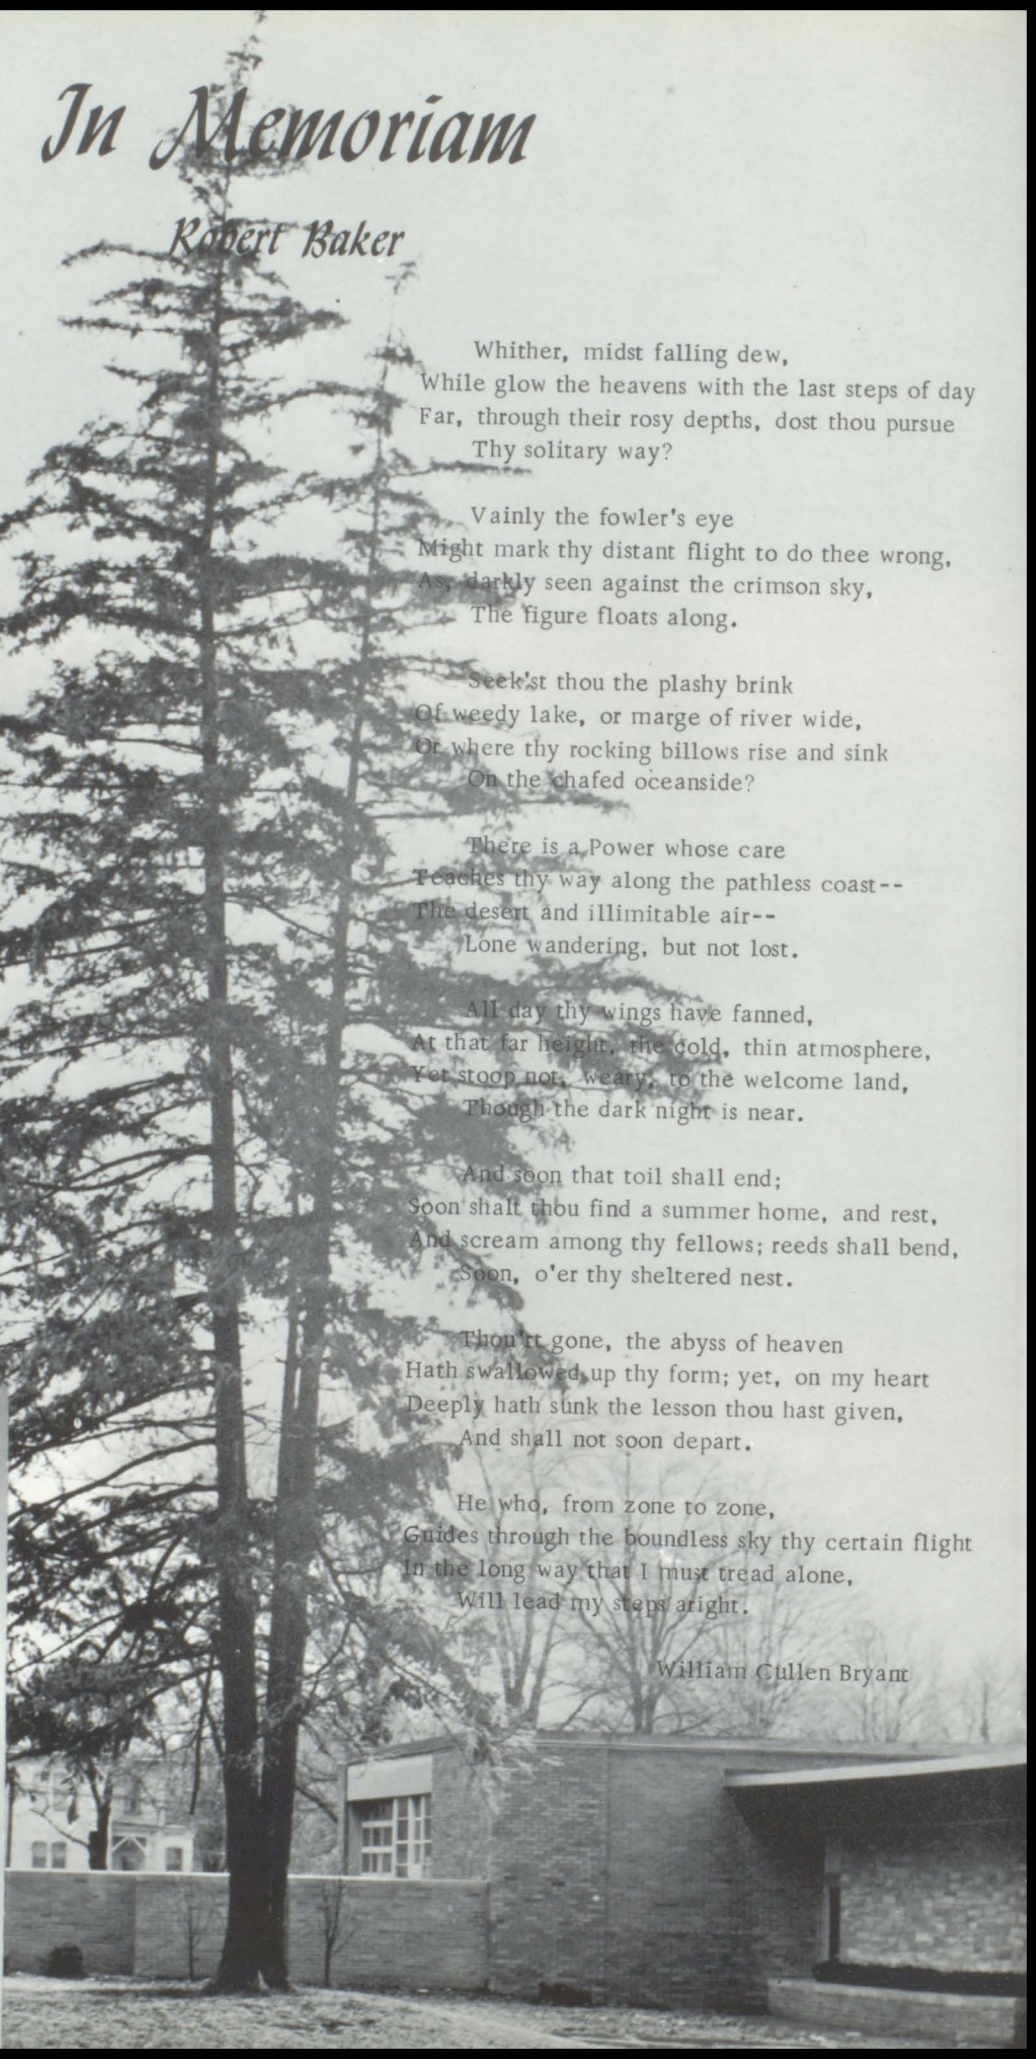 In Memoriam
Robert Baker
Whither, midst falling dew,
While glow the heavens with the last steps of day
Far, through their rosy depths, dost thou pursue
Thy solitary way?
Vainly the fowler's eye
Might mark thy distant flight to do thee wrong,
As, darkly seen against the crimson sky,
The figure floats along.
Seek'st thou the plashy brink
Of weedy lake, or marge of river wide,
Or where thy rocking billows rise and sink
On the chafed oceanside?
There is a Power whose care
Teaches thy way along the pathless coast--
The desert and illimitable air--
Lone wandering, but not lost.
All day thy wings have fanned,
At that far height, the cold, thin atmosphere,
Yet stoop not, weary, to the welcome land,
Though the dark night is near.
And soon that toil shall end;
Soon shalt thou find a summer home, and rest,
And scream among thy fellows; reeds shall bend,
Soon, o'er thy sheltered nest.
Thou'rt gone, the abyss of heaven
Hath swallowed up thy form; yet, on my heart
Deeply hath sunk the lesson thou hast given,
And shall not soon depart.
He who, from zone to zone,
Guides through the boundless sky thy certain flight
In the long way that I must tread alone,
Will lead my steps aright.
William Cullen Bryant